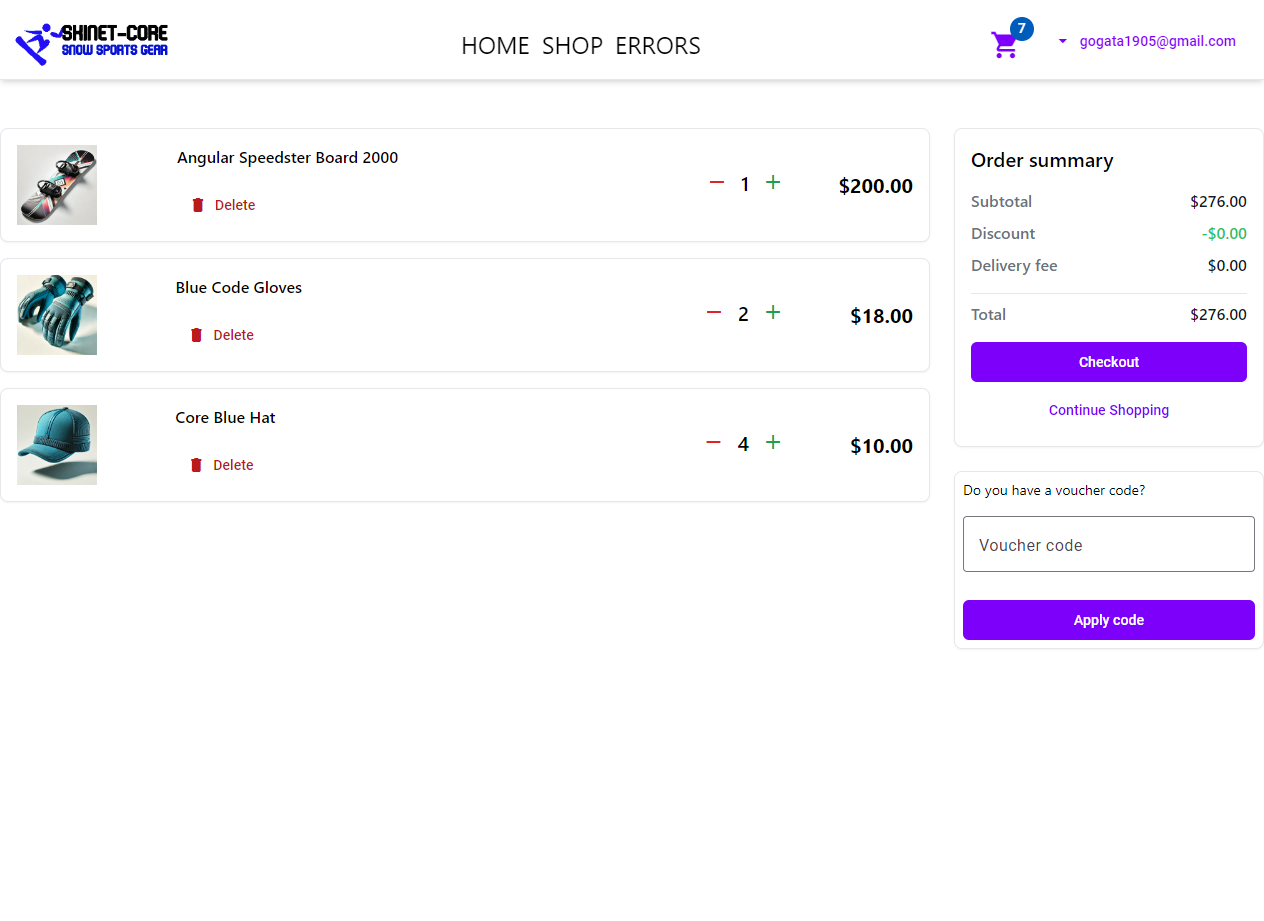 SKINET-CORE
SNOW SPORTS GEAR
HOME SHOP ERRORS
7
gogata1905@gmail.com
Angular Speedster Board 2000
Delete
1
$200.00
Blue Code Gloves
Delete
2
$18.00
Core Blue Hat
Delete
4
$10.00
Order summary
Subtotal $276.00
Discount -$0.00
Delivery fee $0.00
Total $276.00
Checkout
Continue Shopping
Do you have a voucher code?
Voucher code
Apply code